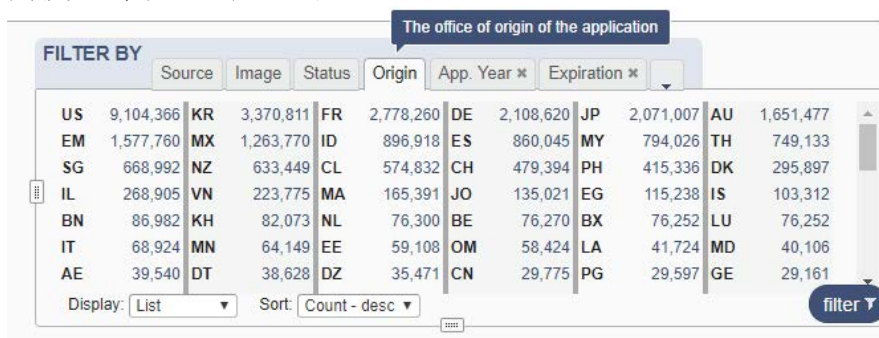 The office of origin of the application
FILTER BY
Source Image Status Origin App. Year × Expiration ×
US 9,104,366 KR 3,370,811 FR 2,778,260 DE 2,108,620 JP 2,071,007 AU 1,651,477
EM 1,577,760 MX 1,263,770 ID 896,918 ES 860,045 MY 794,026 TH 749,133
SG 668,992 NZ 633,449 CL 574,832 CH 479,394 PH 415,336 DK 295,897
IL 268,905 VN 223,775 MA 165,391 JO 135,021 EG 115,238 IS 103,312
BN 86,982 KH 82,073 NL 76,300 BE 76,270 BX 76,252 LU 76,252
IT 68,924 MN 64,149 EE 59,108 OM 58,424 LA 41,724 MD 40,106
AE 39,540 DT 38,628 DZ 35,471 CN 29,775 PG 29,597 GE 29,161
Display: List Sort: Count - desc
filter